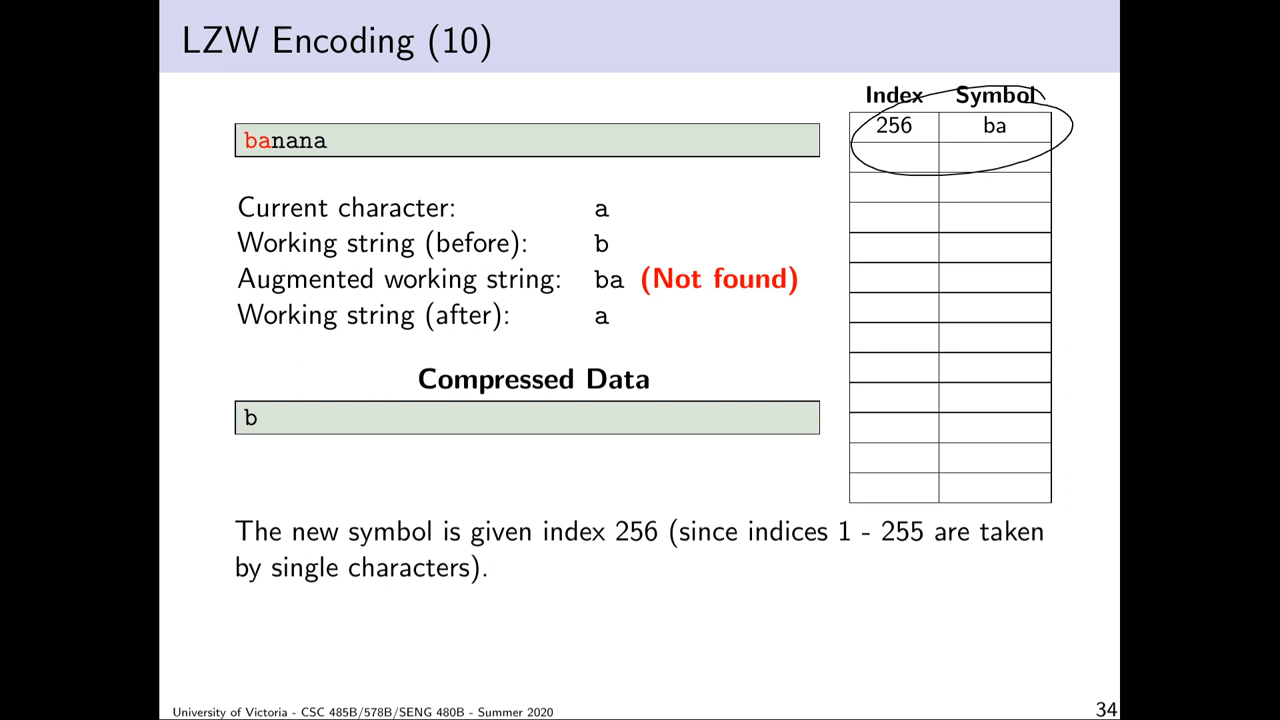 LZW Encoding (10)
Index Symbol
256 ba
banana
Current character: a
Working string (before): b
Augmented working string: ba (Not found)
Working string (after): a
Compressed Data
b
The new symbol is given index 256 (since indices 1 - 255 are taken
by single characters).
University of Victoria - CSC 485B/578B/SENG 480B - Summer 2020
34